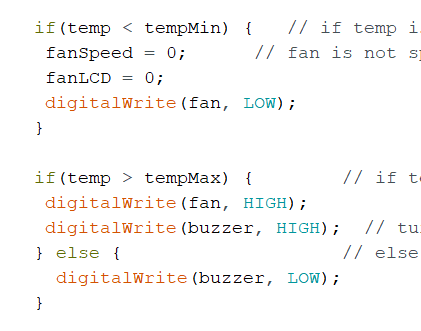 if(temp < tempMin) {   // if temp i
 fanSpeed = 0;      // fan is not
 fanLCD = 0;
 digitalWrite(fan, LOW);
}
if(temp > tempMax) {        // if
 digitalWrite(fan, HIGH);
 digitalWrite(buzzer, HIGH);  //
} else {                    // else
  digitalWrite(buzzer, LOW);
}